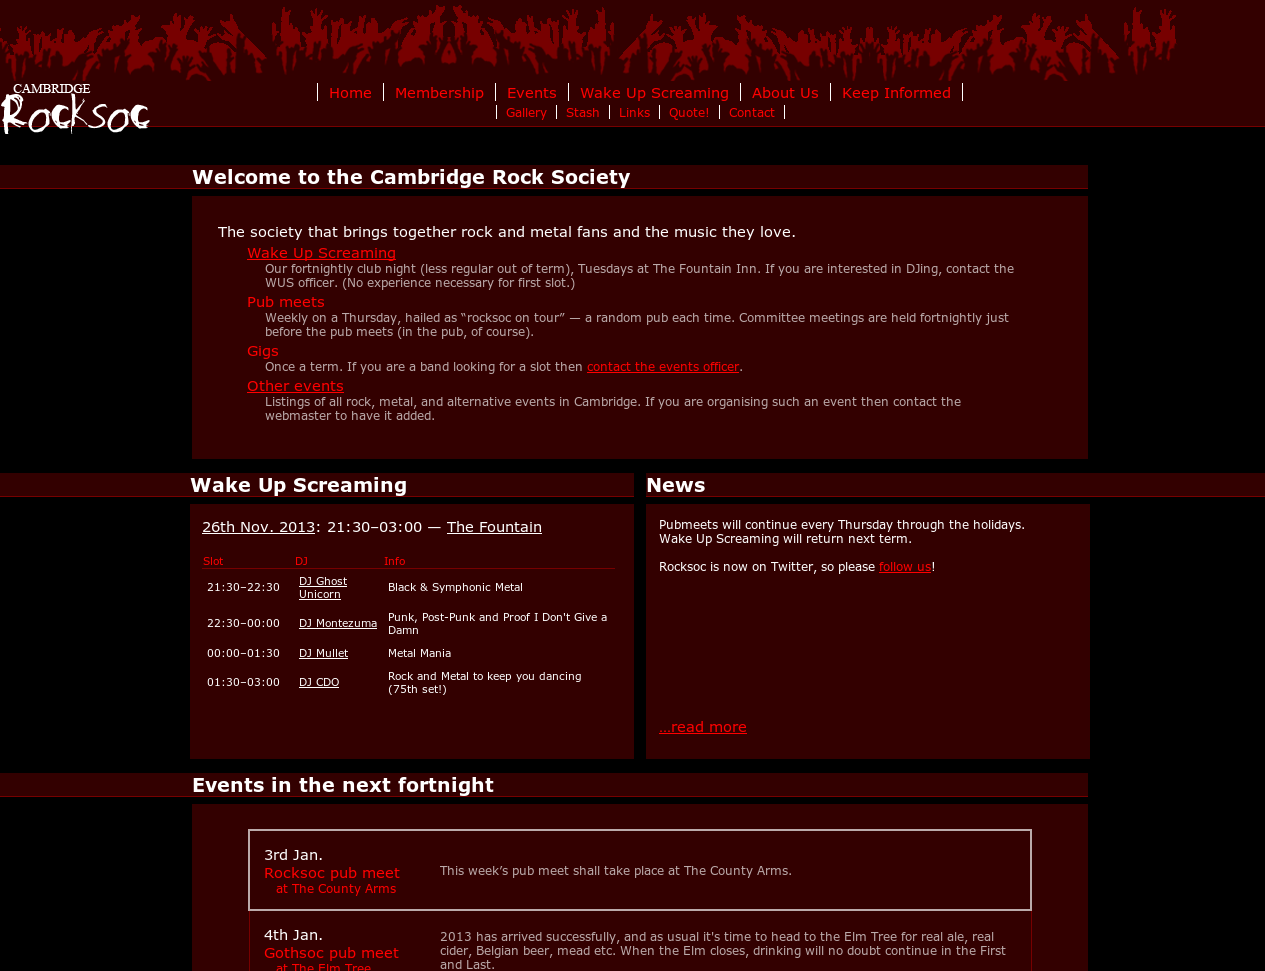 CAMBRIDGE
Rocksoc
Home Membership Events Wake Up Screaming About Us Keep Informed
Gallery Stash Links Quote! Contact
Welcome to the Cambridge Rock Society
The society that brings together rock and metal fans and the music they love.
Wake Up Screaming
Our fortnightly club night (less regular out of term), Tuesdays at The Fountain Inn. If you are interested in DJing, contact the
WUS officer. (No experience necessary for first slot.)
Pub meets
Weekly on a Thursday, hailed as “rocksoc on tour” — a random pub each time. Committee meetings are held fortnightly just
before the pub meets (in the pub, of course).
Gigs
Once a term. If you are a band looking for a slot then contact the events officer.
Other events
Listings of all rock, metal, and alternative events in Cambridge. If you are organising such an event then contact the
webmaster to have it added.
Wake Up Screaming
26th Nov. 2013: 21:30–03:00 — The Fountain
Slot DJ Info
21:30–22:30 DJ Ghost Unicorn Black & Symphonic Metal
22:30–00:00 DJ Montezuma Punk, Post-Punk and Proof I Don't Give a
Damn
00:00–01:30 DJ Mullet Metal Mania
01:30–03:00 DJ CDO Rock and Metal to keep you dancing
(75th set!)
News
Pubmeets will continue every Thursday through the holidays.
Wake Up Screaming will return next term.
Rocksoc is now on Twitter, so please follow us!
...read more
Events in the next fortnight
3rd Jan.
Rocksoc pub meet
at The County Arms
This week’s pub meet shall take place at The County Arms.
4th Jan.
Gothsoc pub meet
at The Elm Tree
2013 has arrived successfully, and as usual it's time to head to the Elm Tree for real ale, real
cider, Belgian beer, mead etc. When the Elm closes, drinking will no doubt continue in the First
and Last.